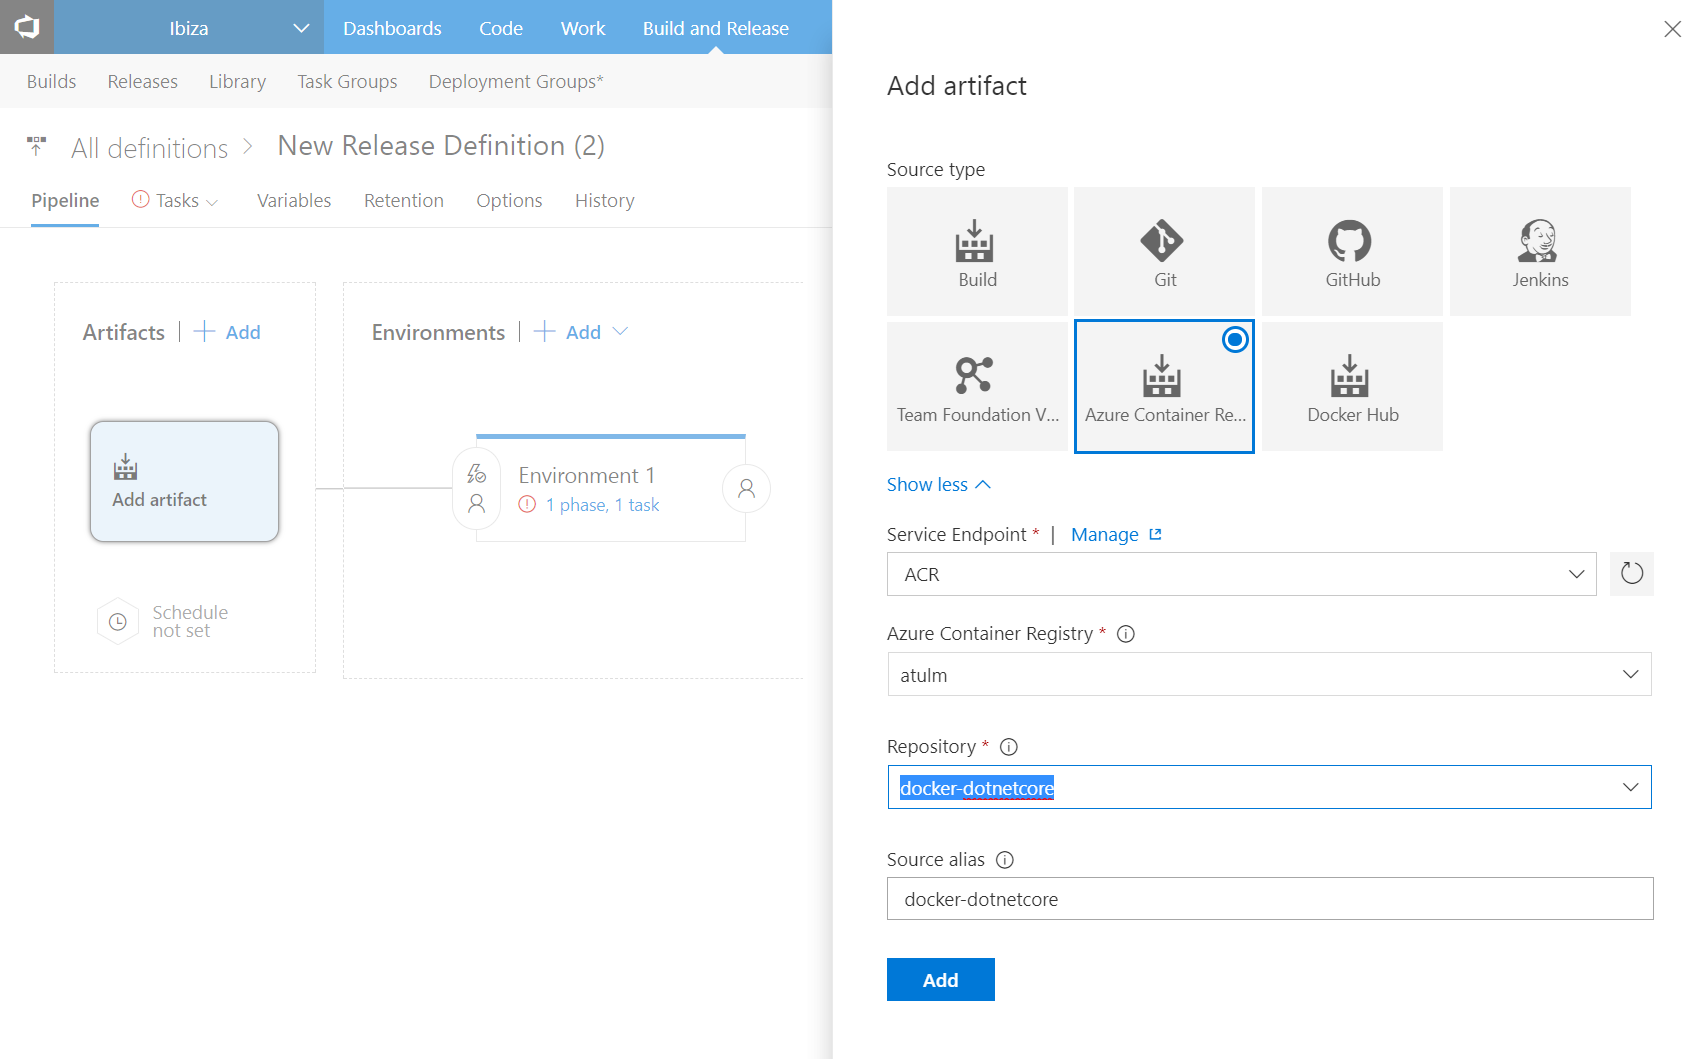 Ibiza
Dashboards
Code
Work
Build and Release
Builds
Releases
Library
Task Groups
Deployment Groups*
All definitions
New Release Definition (2)
Pipeline
Tasks
Variables
Retention
Options
History
Artifacts
Add
Environments
Add
Add artifact
Environment 1
1 phase, 1 task
Schedule
not set
Add artifact
Source type
Build
Git
GitHub
Jenkins
Team Foundation V...
Azure Container Re...
Docker Hub
Show less
Service Endpoint * | Manage
ACR
Azure Container Registry *
atulm
Repository *
docker-dotnetcore
Source alias
docker-dotnetcore
Add